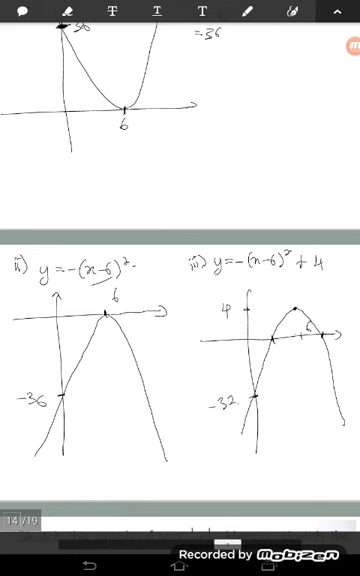 36
= 36
6
ii) y = -(x-6)² iii) y = -(x-6)² + 4
6
4
6
-36
-32
14 / 19
Recorded by Mobizen